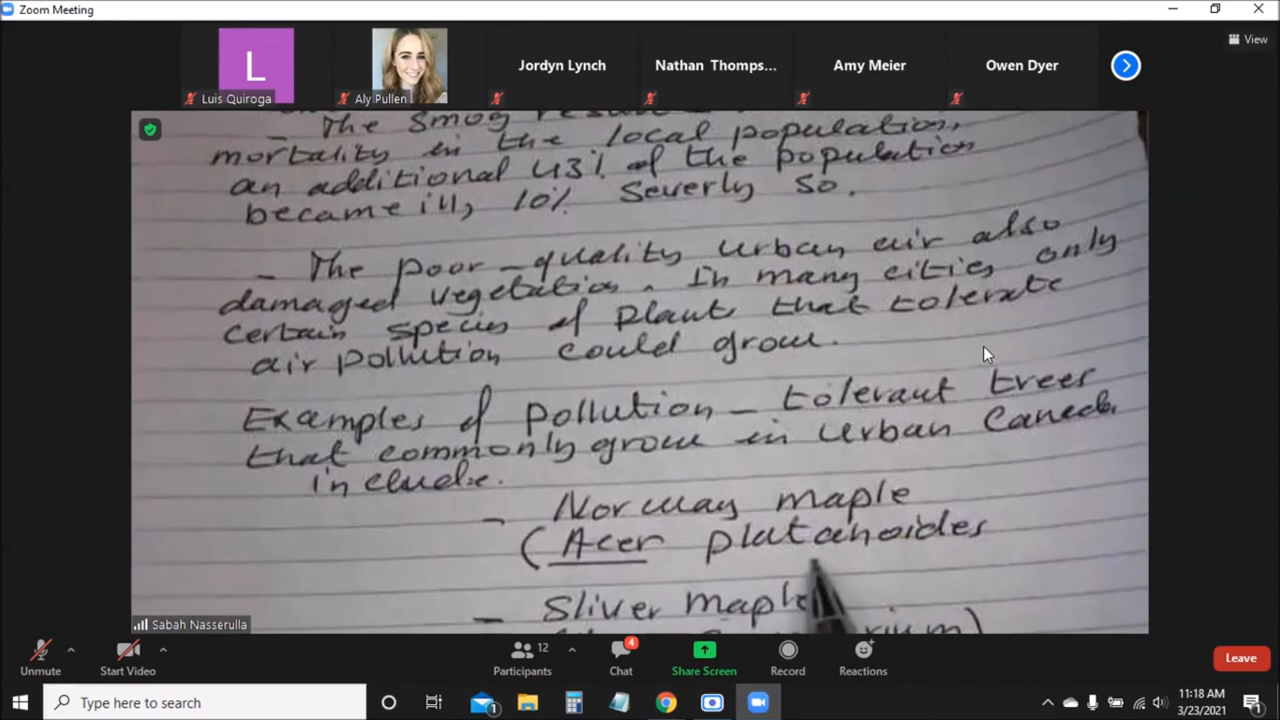 Zoom Meeting
View
L
Luis Quiroga
Aly Pullen
Jordyn Lynch
Nathan Thomps...
Amy Meier
Owen Dyer
- The Smog
mortality in the local population,
an additional 43% of the population
became ill, 10% Severly so.
- The poor-quality urban air also
damaged vegetation. In many cities only
certain species of plant that tolerate
air pollution could grow.
Examples of pollution-tolerant trees
that commonly grow in urban Canada
include.
- Norway maple
(Acer platanoides
- Sliver maple
Sabah Nasserulla
Unmute
Start Video
12
Participants
4
Chat
Share Screen
Record
Reactions
Leave
Type here to search
1
11:18 AM
3/23/2021
1